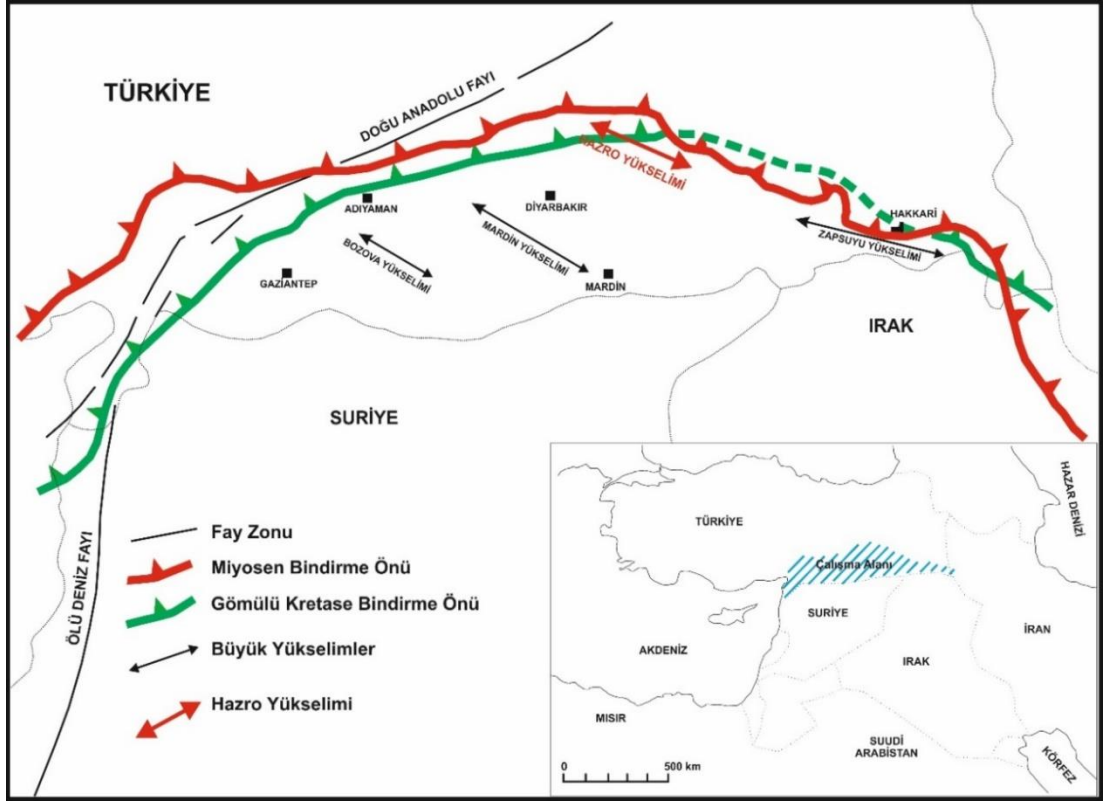 TÜRKİYE
DOĞU ANADOLU FAYI
HAZRO YÜKSELİMİ
ADIYAMAN
DİYARBAKIR
HAKKARİ
MARDİN YÜKSELİMİ
BOZOVA YÜKSELİMİ
ZAPSUYU YÜKSELİMİ
GAZİANTEP
MARDİN
IRAK
SURİYE
ÖLÜ DENİZ FAYI
Fay Zonu
Miyosen Bindirme Önü
Gömülü Kretase Bindirme Önü
Büyük Yükselimler
Hazro Yükselimi
HAZAR DENİZİ
TÜRKİYE
Çalışma Alanı
SURİYE
İRAN
AKDENİZ
IRAK
MISIR
SUUDİ
ARABİSTAN
KÖRFEZ
0
500 km